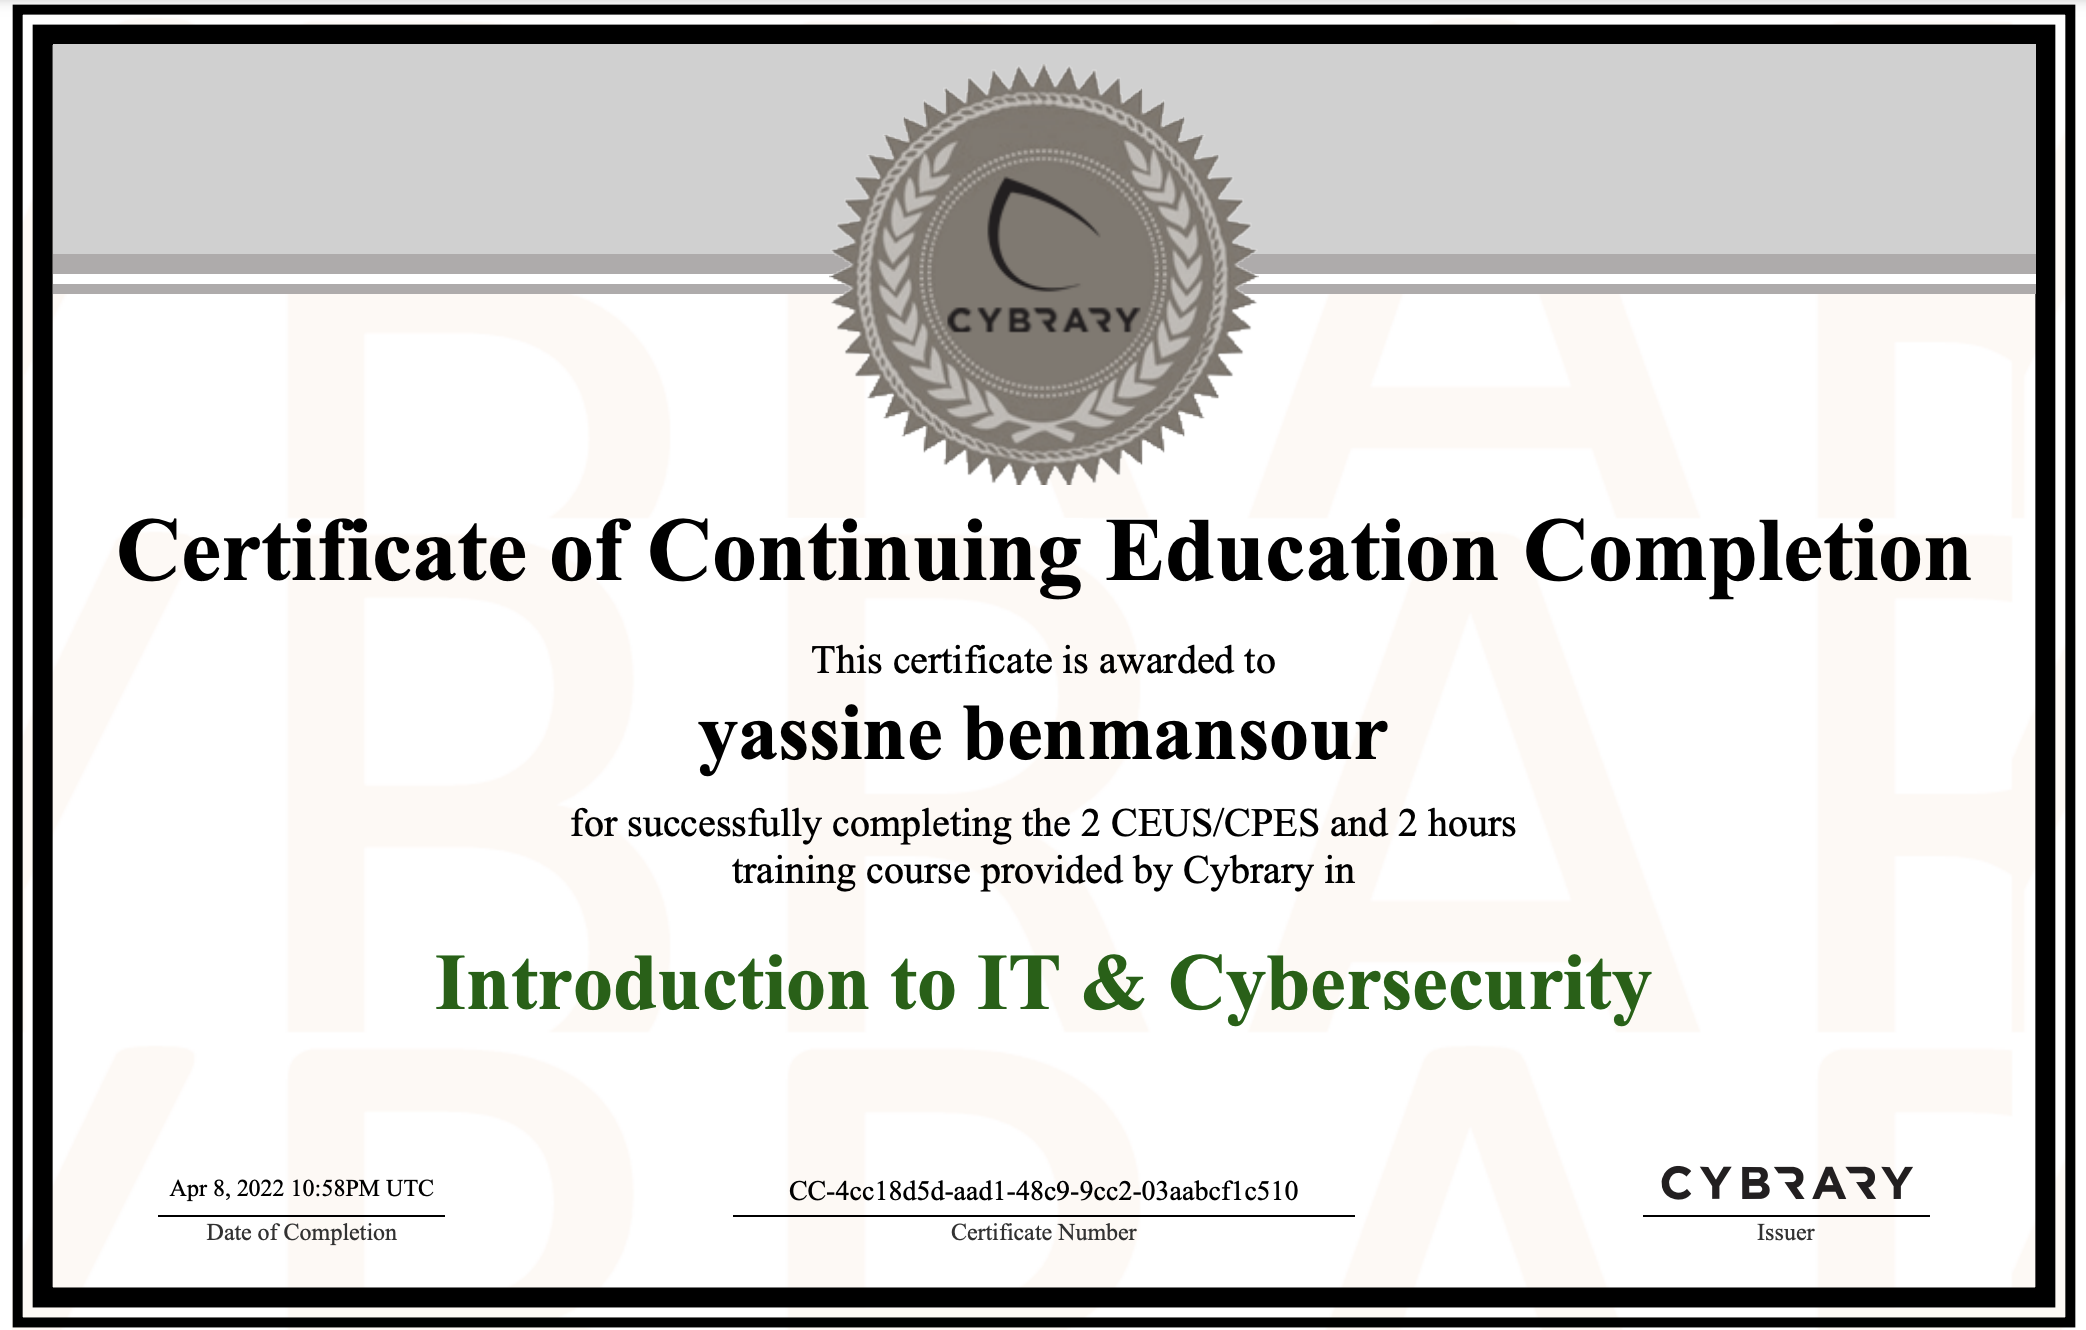 CYBRARY
Certificate of Continuing Education Completion
This certificate is awarded to
yassine benmansour
for successfully completing the 2 CEUS/CPES and 2 hours
training course provided by Cybrary in
Introduction to IT & Cybersecurity
Apr 8, 2022 10:58PM UTC
Date of Completion
CC-4cc18d5d-aad1-48c9-9cc2-03aabcf1c510
Certificate Number
CYBRARY
Issuer